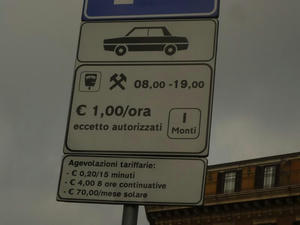 08,00 -19,00
€ 1,00/ora
eccetto autorizzati
I
Monti
Agevolazioni tariffarie:
- € 0,20/15 minuti
- € 4,00 8 ore continuative
- € 70,00/mese solare